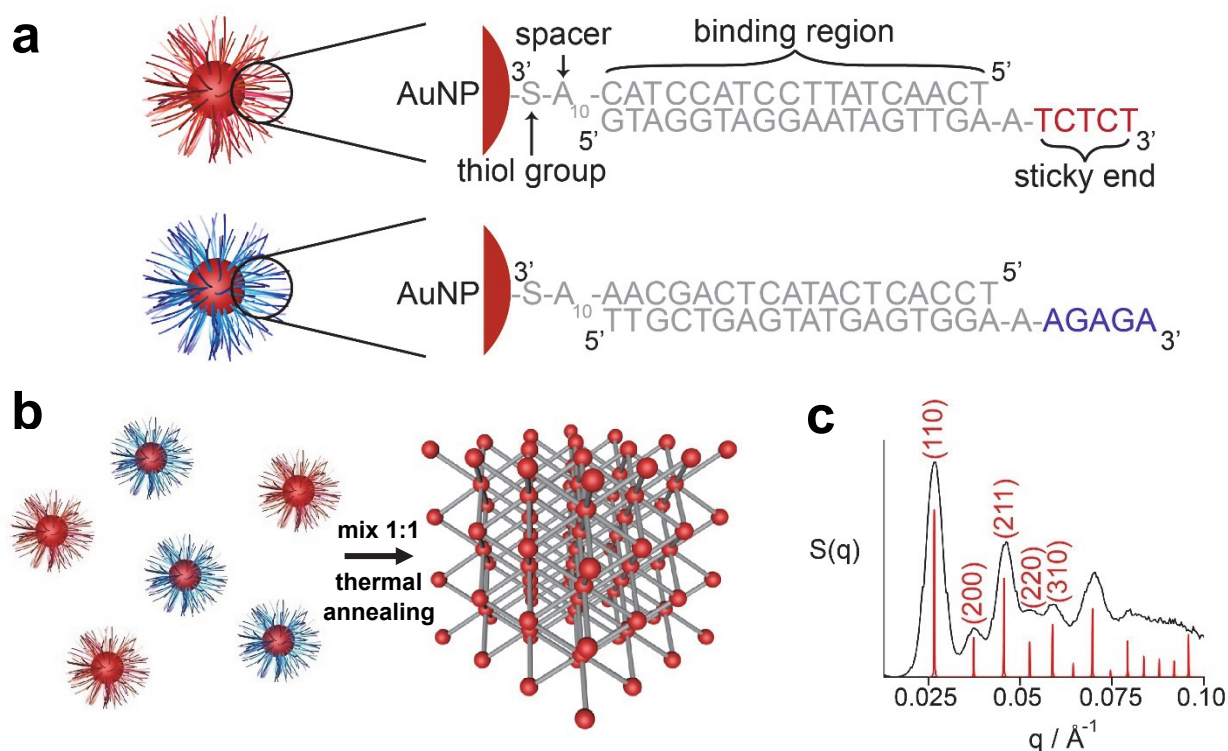 a
spacer
binding region
3’
5’
AuNP
-S-A10-CATCCATCCTTATCAACT
GTAGGTAGGAATAGTTGA-A-TCTCT
5’
3’
thiol group
sticky end
3’
5’
AuNP
-S-A10-AACGACTCATACTCACCT
TTGCTGAGTATGAGTGGA-A-AGAGA
5’
3’
b
mix 1:1
thermal
annealing
c
(110)
(200)
(211)
(220)
(310)
S(q)
0.025
0.05
0.075
0.10
q / Å-1